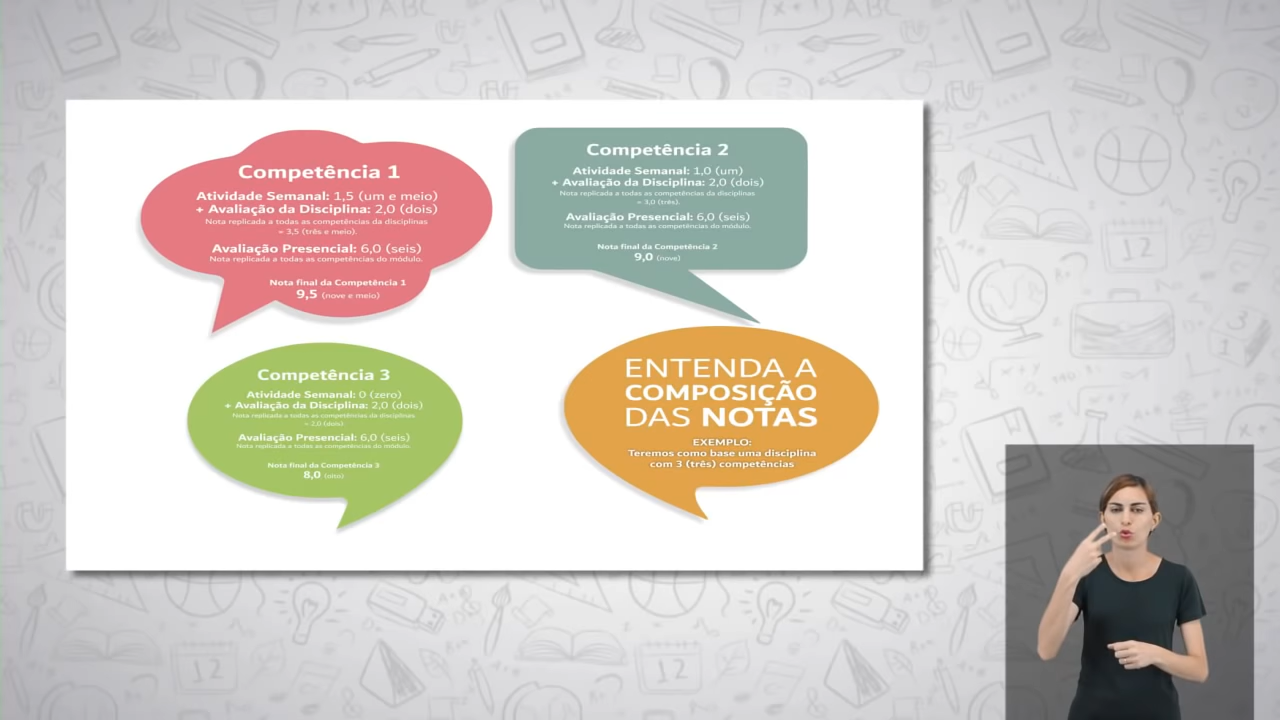 Competência 1
Atividade Semanal: 1,5 (um e meio)
+ Avaliação da Disciplina: 2,0 (dois)
Nota replicada a todas as competências da disciplinas
= 3,5 (três e meio).
Avaliação Presencial: 6,0 (seis)
Nota replicada a todas as competências do módulo.
Nota final da Competência 1
9,5 (nove e meio)
Competência 2
Atividade Semanal: 1,0 (um)
+ Avaliação da Disciplina: 2,0 (dois)
Nota replicada a todas as competências da disciplinas
= 3,0 (três).
Avaliação Presencial: 6,0 (seis)
Nota replicada a todas as competências do módulo.
Nota final da Competência 2
9,0 (nove)
Competência 3
Atividade Semanal: 0 (zero)
+ Avaliação da Disciplina: 2,0 (dois)
Nota replicada a todas as competências da disciplinas
= 2,0 (dois)
Avaliação Presencial: 6,0 (seis)
Nota replicada a todas as competências do módulo.
Nota final da Competência 3
8,0 (oito)
ENTENDA A
COMPOSIÇÃO
DAS NOTAS
EXEMPLO:
Teremos como base uma disciplina
com 3 (três) competências